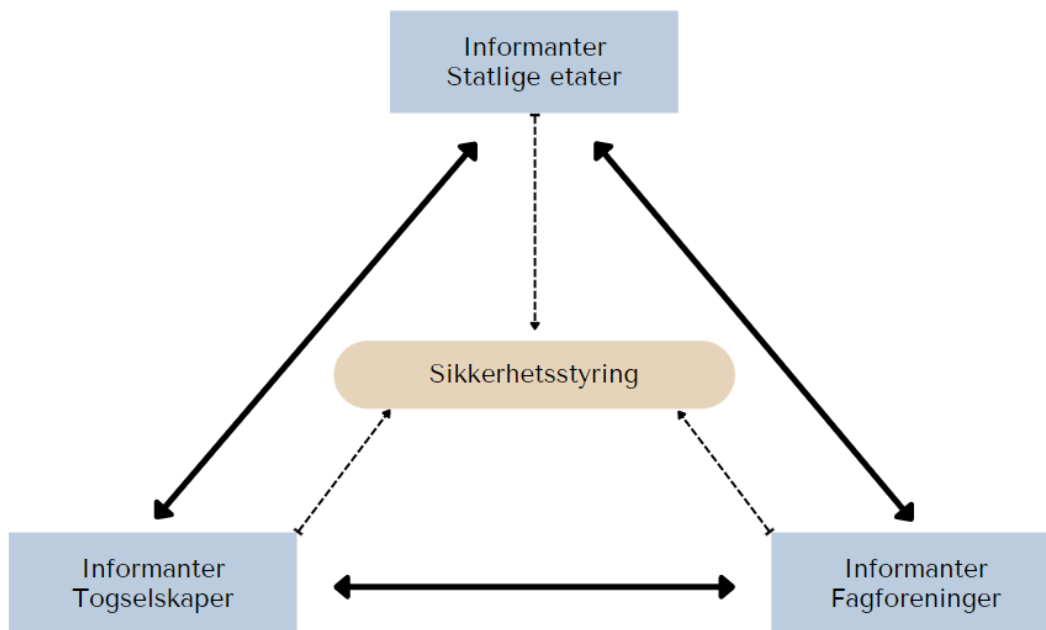 Informanter
Statlige etater
Sikkerhetsstyring
Informanter
Togselskaper
Informanter
Fagforeninger